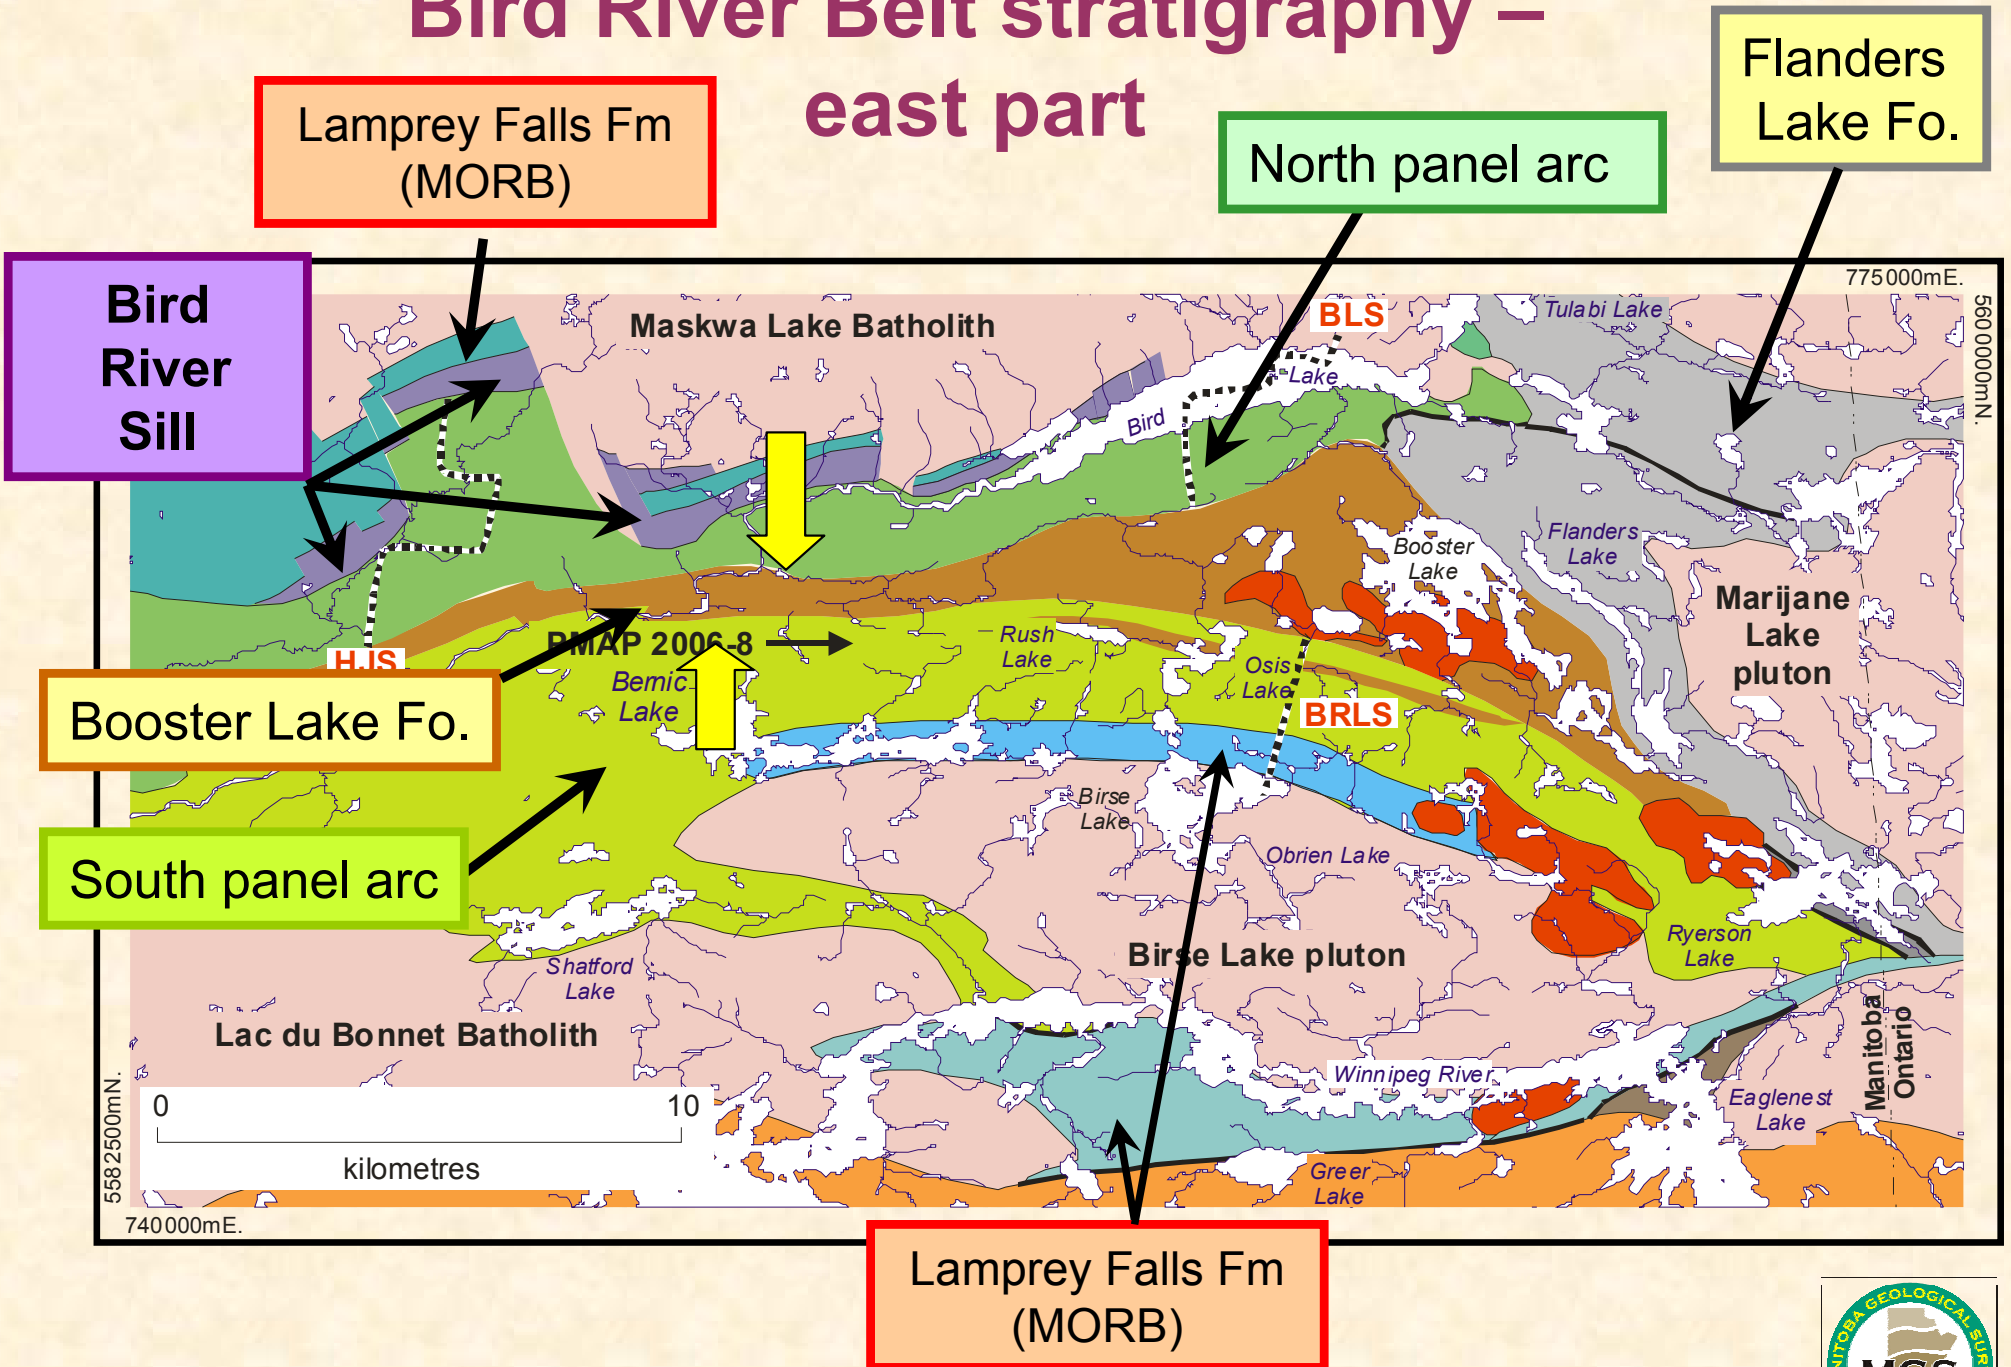 Bird River Belt stratigraphy –
east part
Lamprey Falls Fm
(MORB)
North panel arc
Flanders
Lake Fo.
Bird
River
Sill
775000mE.
5600000mN.
Maskwa Lake Batholith
BLS
Tulabi Lake
Lake
Bird
Booster
Lake
Flanders
Lake
Marijane
Lake
pluton
PMAP 2006-8
Rush
Lake
Osis
Lake
HJS
Bernic
Lake
BRLS
Booster Lake Fo.
Birse
Lake
Obrien Lake
South panel arc
Birse Lake pluton
Ryerson
Lake
Shatford
Lake
Lac du Bonnet Batholith
Manitoba
Ontario
Winnipeg River
Eaglenest
Lake
0 10
kilometres
5582500mN.
Greer
Lake
740000mE.
Lamprey Falls Fm
(MORB)
GEOLOGICAL